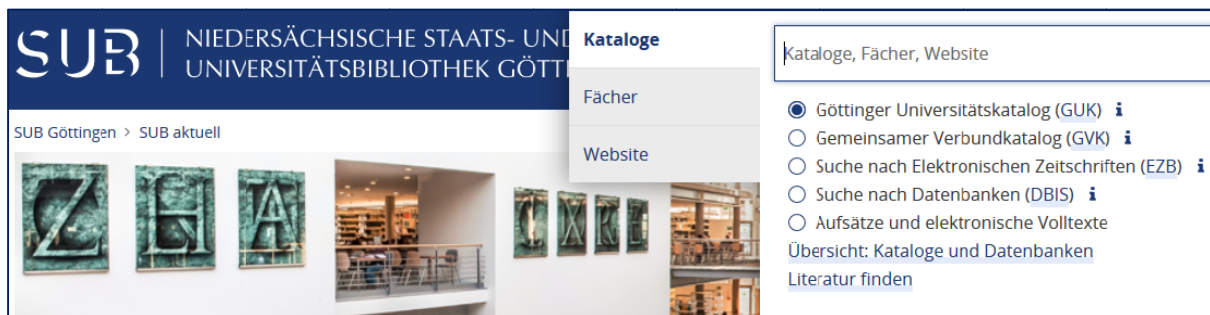 SUB
NIEDERSÄCHSISCHE STAATS- UND
UNIVERSITÄTSBIBLIOTHEK GÖTT
SUB Göttingen > SUB aktuell
Z H A
X R E
Kataloge
Fächer
Website
Kataloge, Fächer, Website
Göttinger Universitätskatalog (GUK) i
Gemeinsamer Verbundkatalog (GVK) i
Suche nach Elektronischen Zeitschriften (EZB) i
Suche nach Datenbanken (DBIS) i
Aufsätze und elektronische Volltexte
Übersicht: Kataloge und Datenbanken
Literatur finden